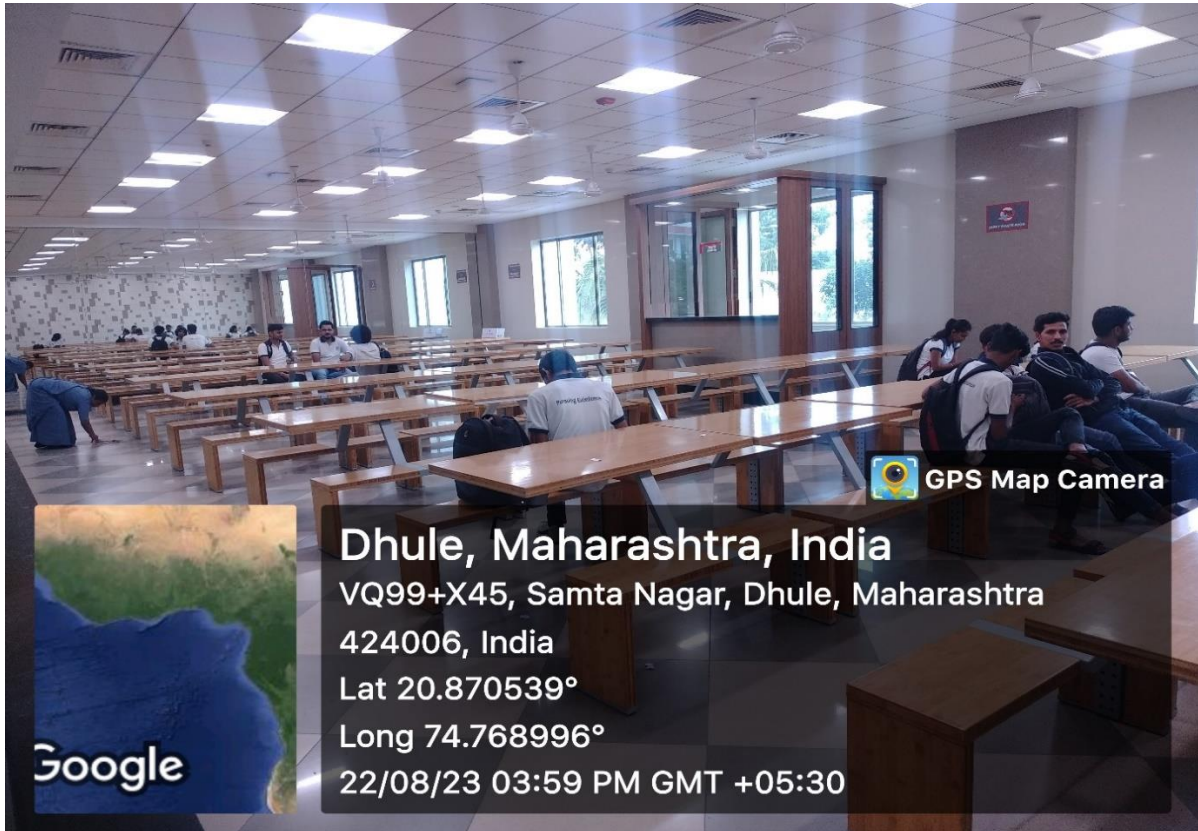 GPS Map Camera
Dhule, Maharashtra, India
VQ99+X45, Samta Nagar, Dhule, Maharashtra
424006, India
Lat 20.870539°
Long 74.768996°
22/08/23 03:59 PM GMT +05:30
Google